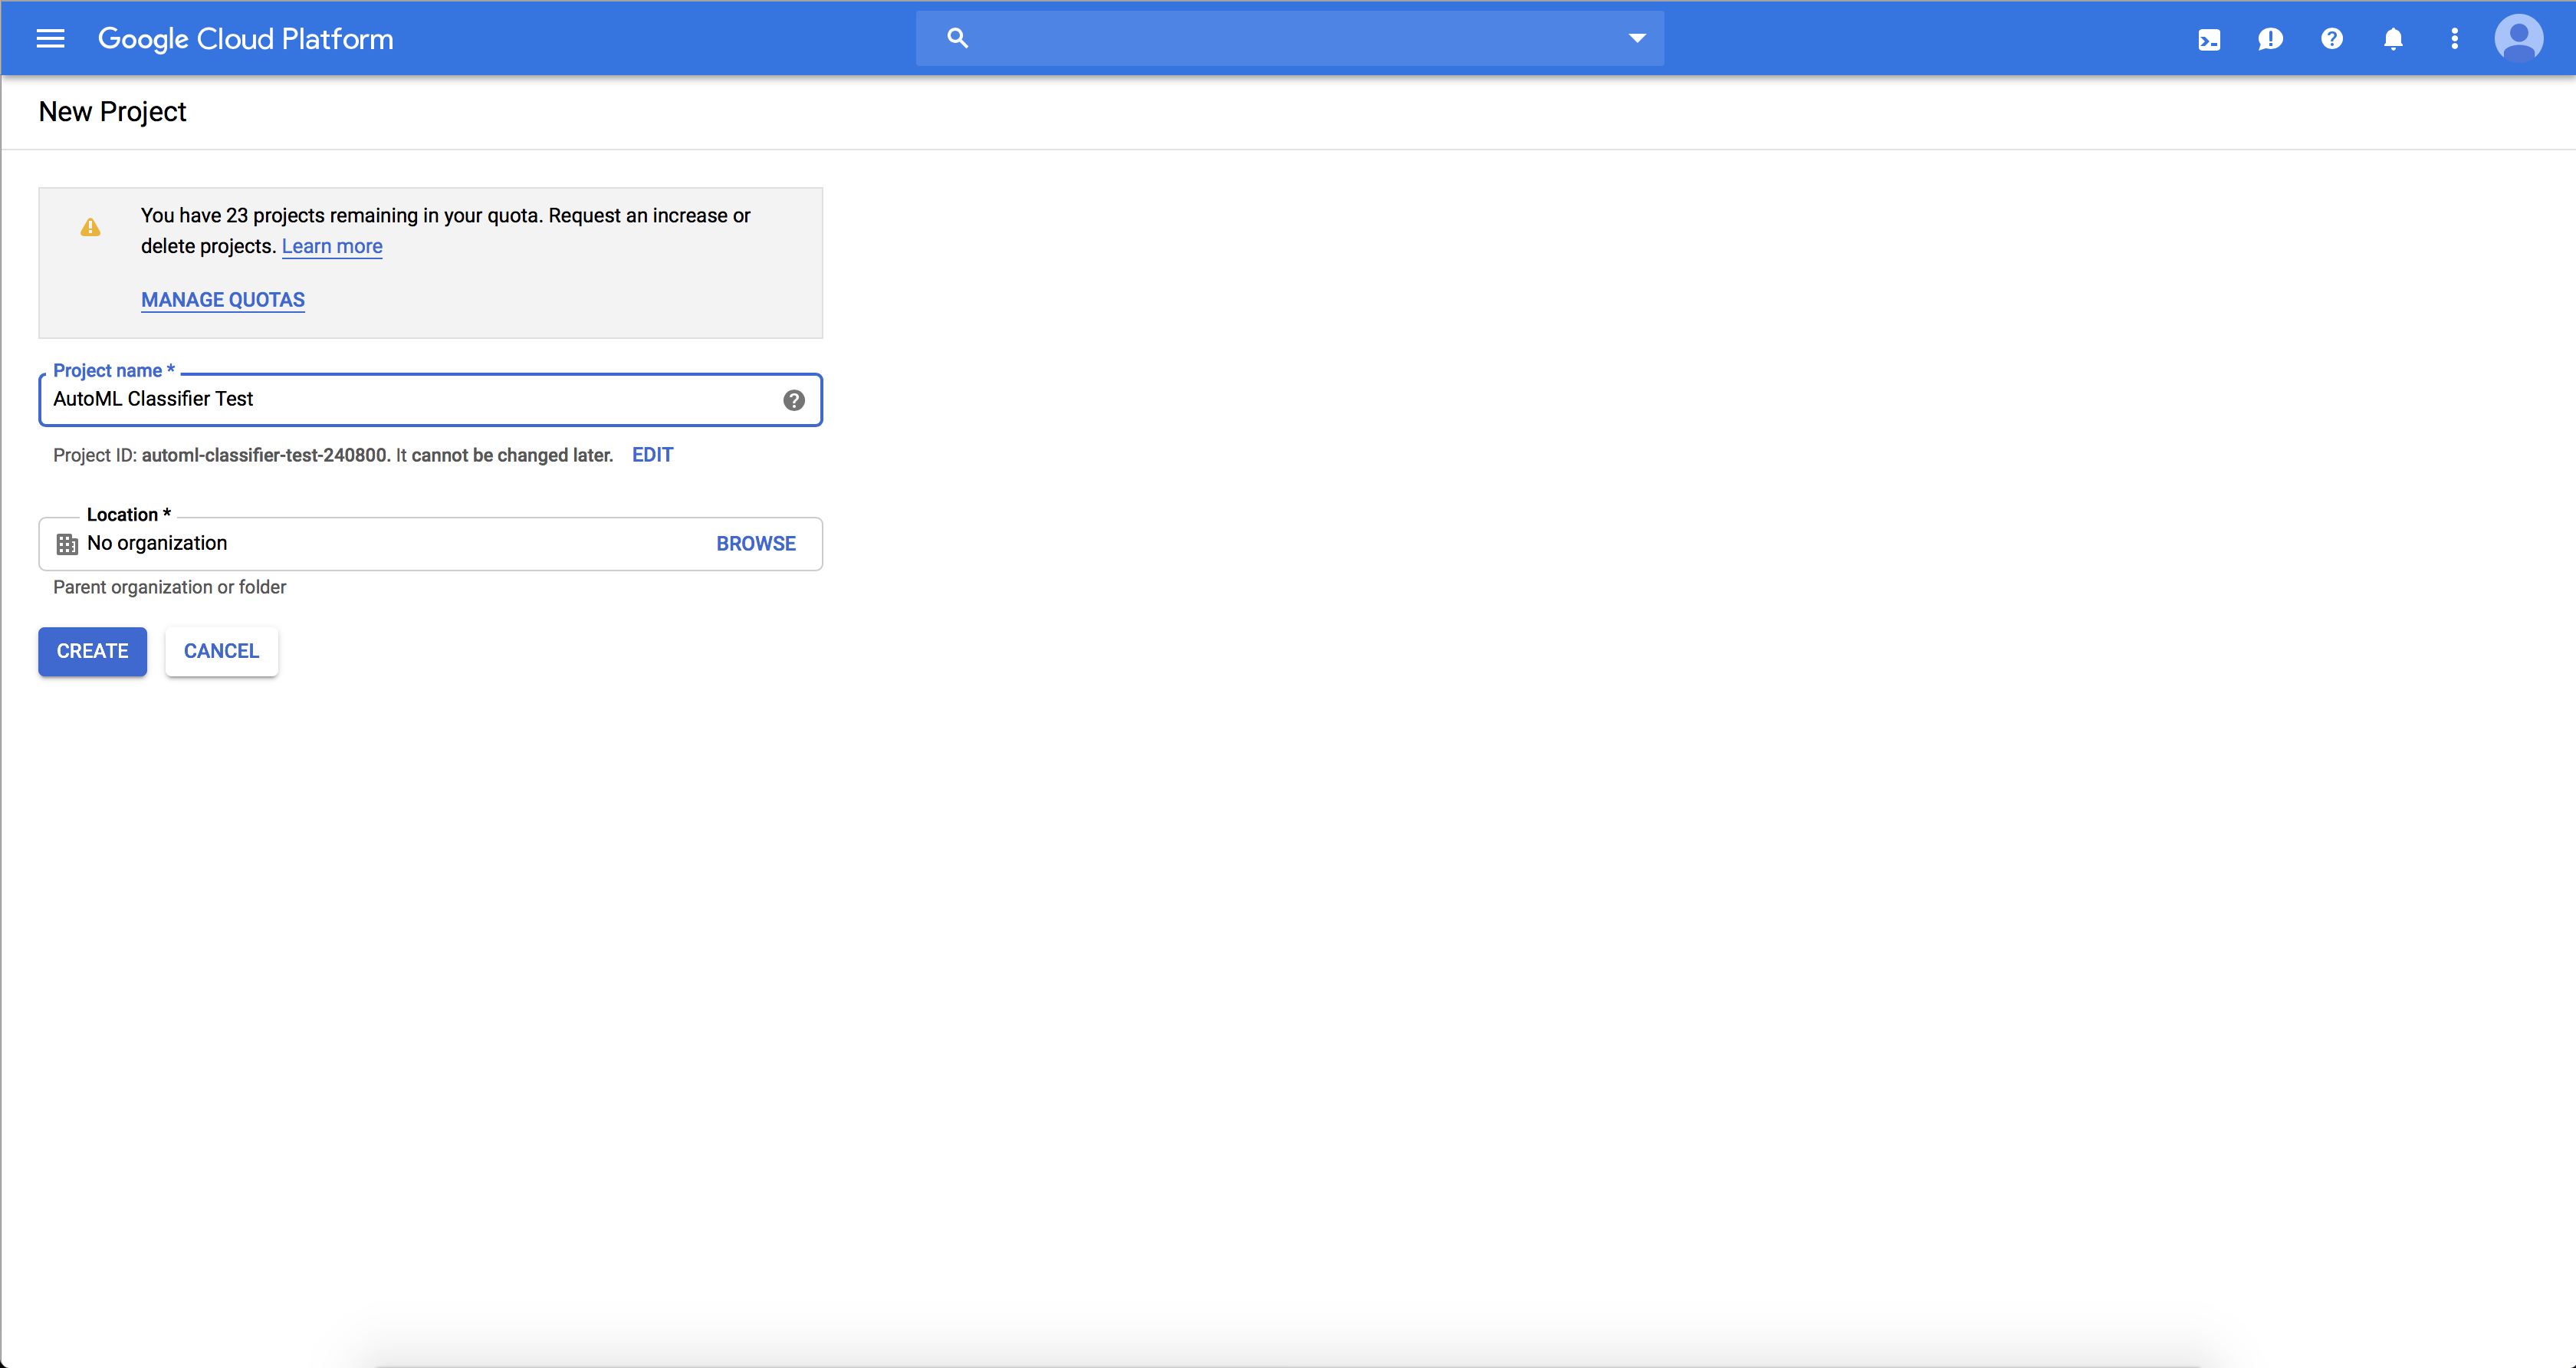 Google Cloud Platform
New Project
You have 23 projects remaining in your quota. Request an increase or
delete projects. Learn more
MANAGE QUOTAS
Project name *
AutoML Classifier Test
Project ID: automl-classifier-test-240800. It cannot be changed later. EDIT
Location *
No organization BROWSE
Parent organization or folder
CREATE CANCEL